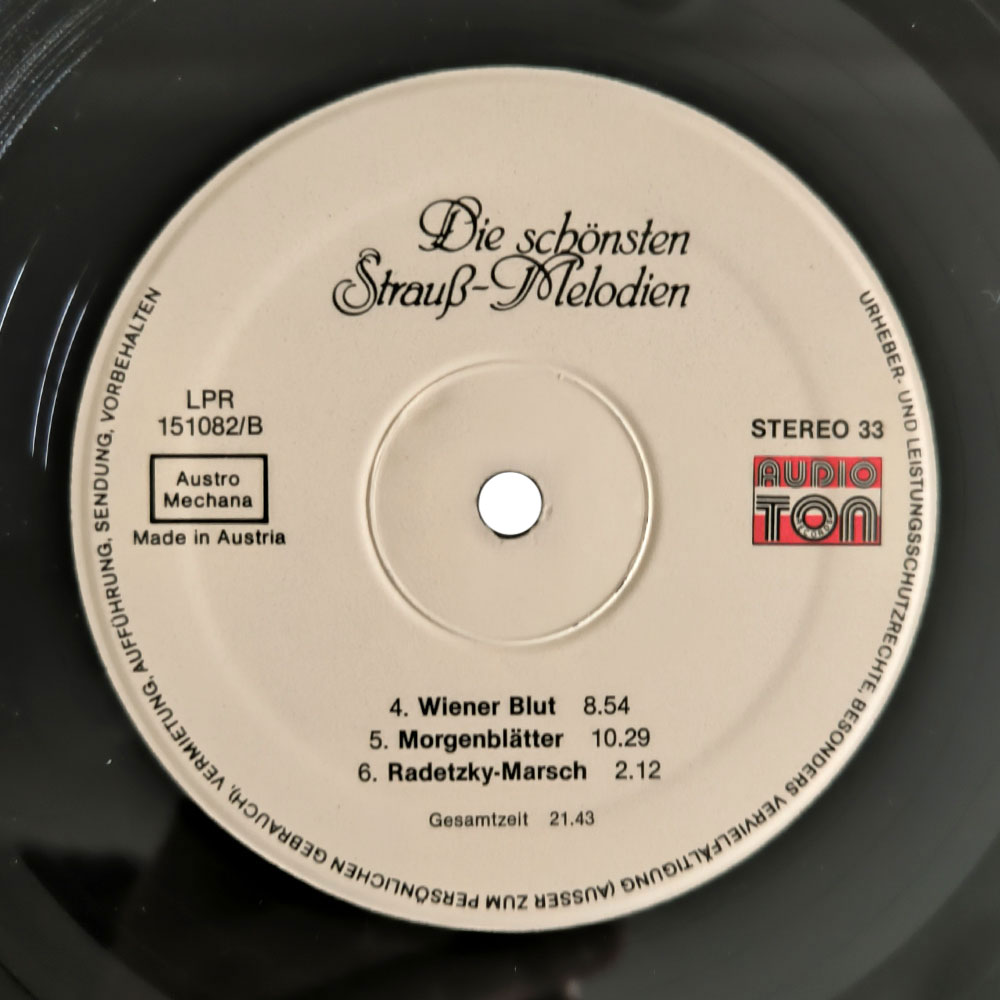 Die schönsten
Strauß-Melodien
LPR
151082/B
Austro
Mechana
Made in Austria
STEREO 33
AUDIO
TON
RECORDS
4. Wiener Blut 8.54
5. Morgenblätter 10.29
6. Radetzky-Marsch 2.12
Gesamtzeit 21.43
URHEBER- UND LEISTUNGSSCHUTZRECHTE, BESONDERS VERVIELFÄLTIGUNG (AUSSER ZUM PERSÖNLICHEN GEBRAUCH), VERMIETUNG, AUFFÜHRUNG, SENDUNG, VORBEHALTEN